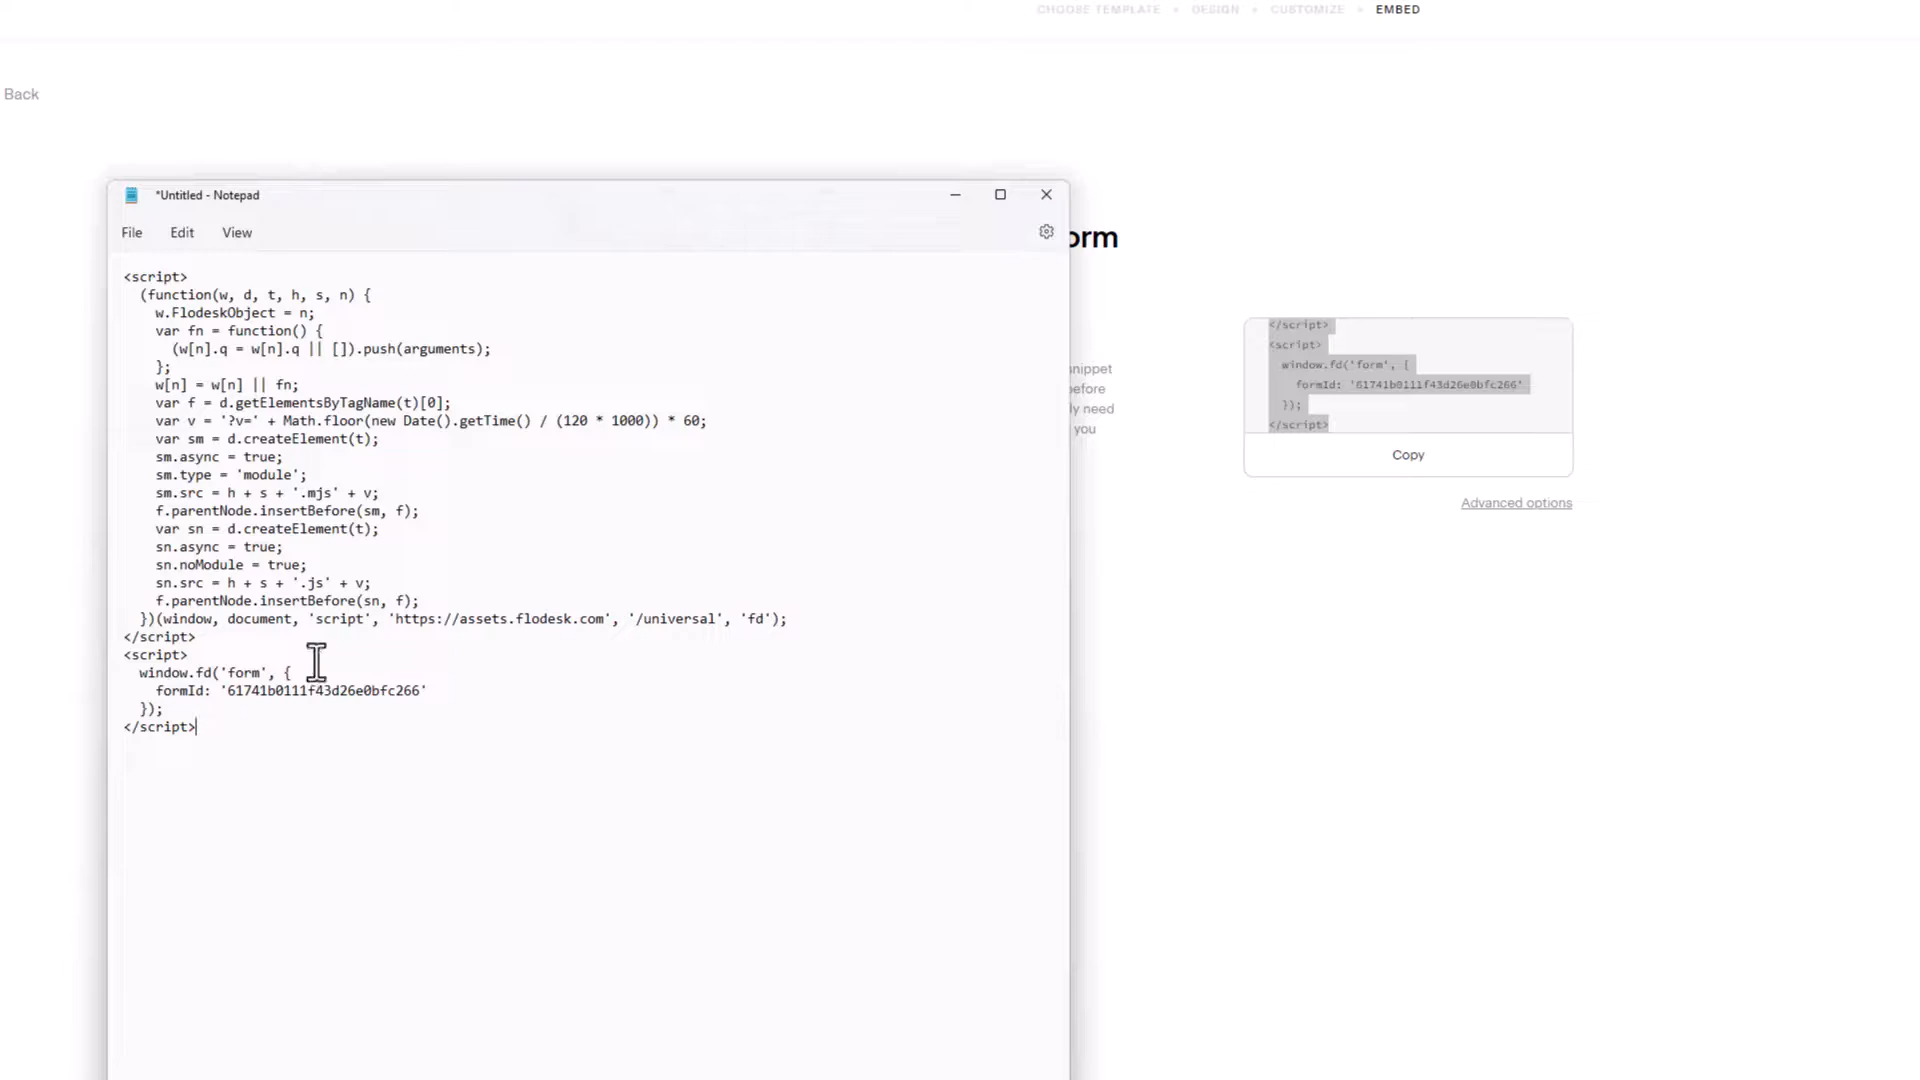 CHOOSE TEMPLATE • DESIGN • CUSTOMIZE • EMBED
Back
*Untitled - Notepad
File Edit View
<script>
  (function(w, d, t, h, s, n) {
    w.FlodeskObject = n;
    var fn = function() {
      (w[n].q = w[n].q || []).push(arguments);
    };
    w[n] = w[n] || fn;
    var f = d.getElementsByTagName(t)[0];
    var v = '?v=' + Math.floor(new Date().getTime() / (120 * 1000)) * 60;
    var sm = d.createElement(t);
    sm.async = true;
    sm.type = 'module';
    sm.src = h + s + '.mjs' + v;
    f.parentNode.insertBefore(sm, f);
    var sn = d.createElement(t);
    sn.async = true;
    sn.noModule = true;
    sn.src = h + s + '.js' + v;
    f.parentNode.insertBefore(sn, f);
  })(window, document, 'script', 'https://assets.flodesk.com', '/universal', 'fd');
</script>
<script>
  window.fd('form', {
    formId: '61741b0111f43d26e0bfc266'
  });
</script>
orm
snippet
efore
ly need
you
</script>
<script>
  window.fd('form', {
    formId: '61741b0111f43d26e0bfc266'
  });
</script>
Copy
Advanced options